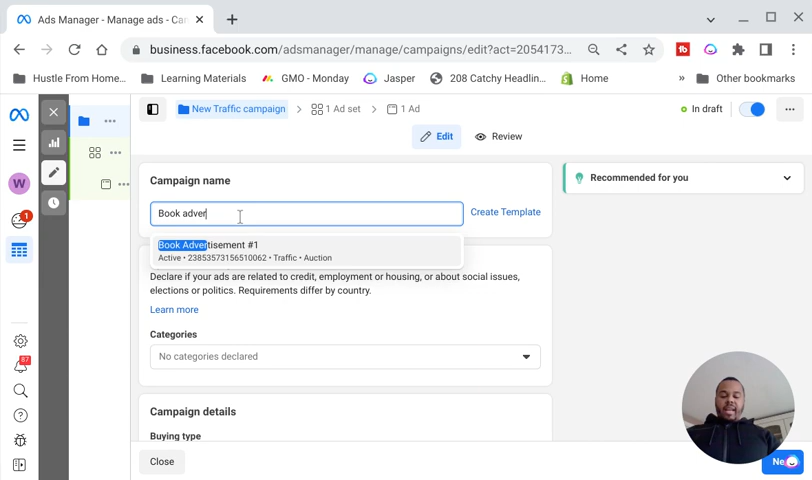 Ads Manager - Manage ads - Can
business.facebook.com/adsmanager/manage/campaigns/edit?act=2054173...
Hustle From Home...
Learning Materials
GMO - Monday
Jasper
208 Catchy Headlin...
Home
Other bookmarks
New Traffic campaign
1 Ad set
1 Ad
In draft
Edit
Review
Campaign name
Recommended for you
W
Book adver
Create Template
1
Book Advertisement #1
Active • 23853573156510062 • Traffic • Auction
Declare if your ads are related to credit, employment or housing, or about social issues,
elections or politics. Requirements differ by country.
Learn more
Categories
No categories declared
87
Campaign details
Buying type
Close
Ne